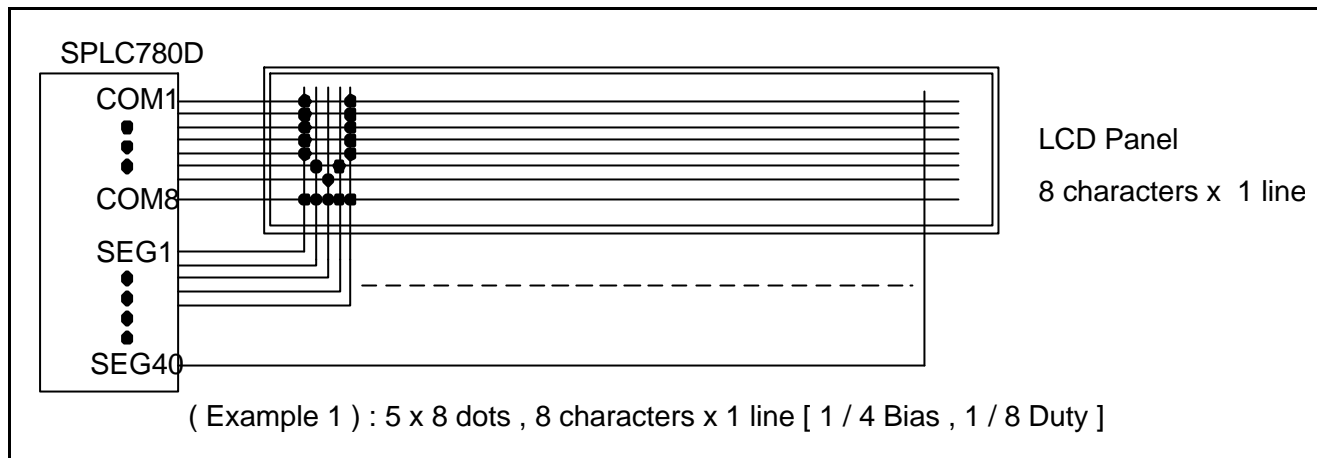 SPLC780D
COM1
COM8
SEG1
SEG40
LCD Panel
8 characters x 1 line
( Example 1 ) : 5 x 8 dots , 8 characters x 1 line [ 1 / 4 Bias , 1 / 8 Duty ]